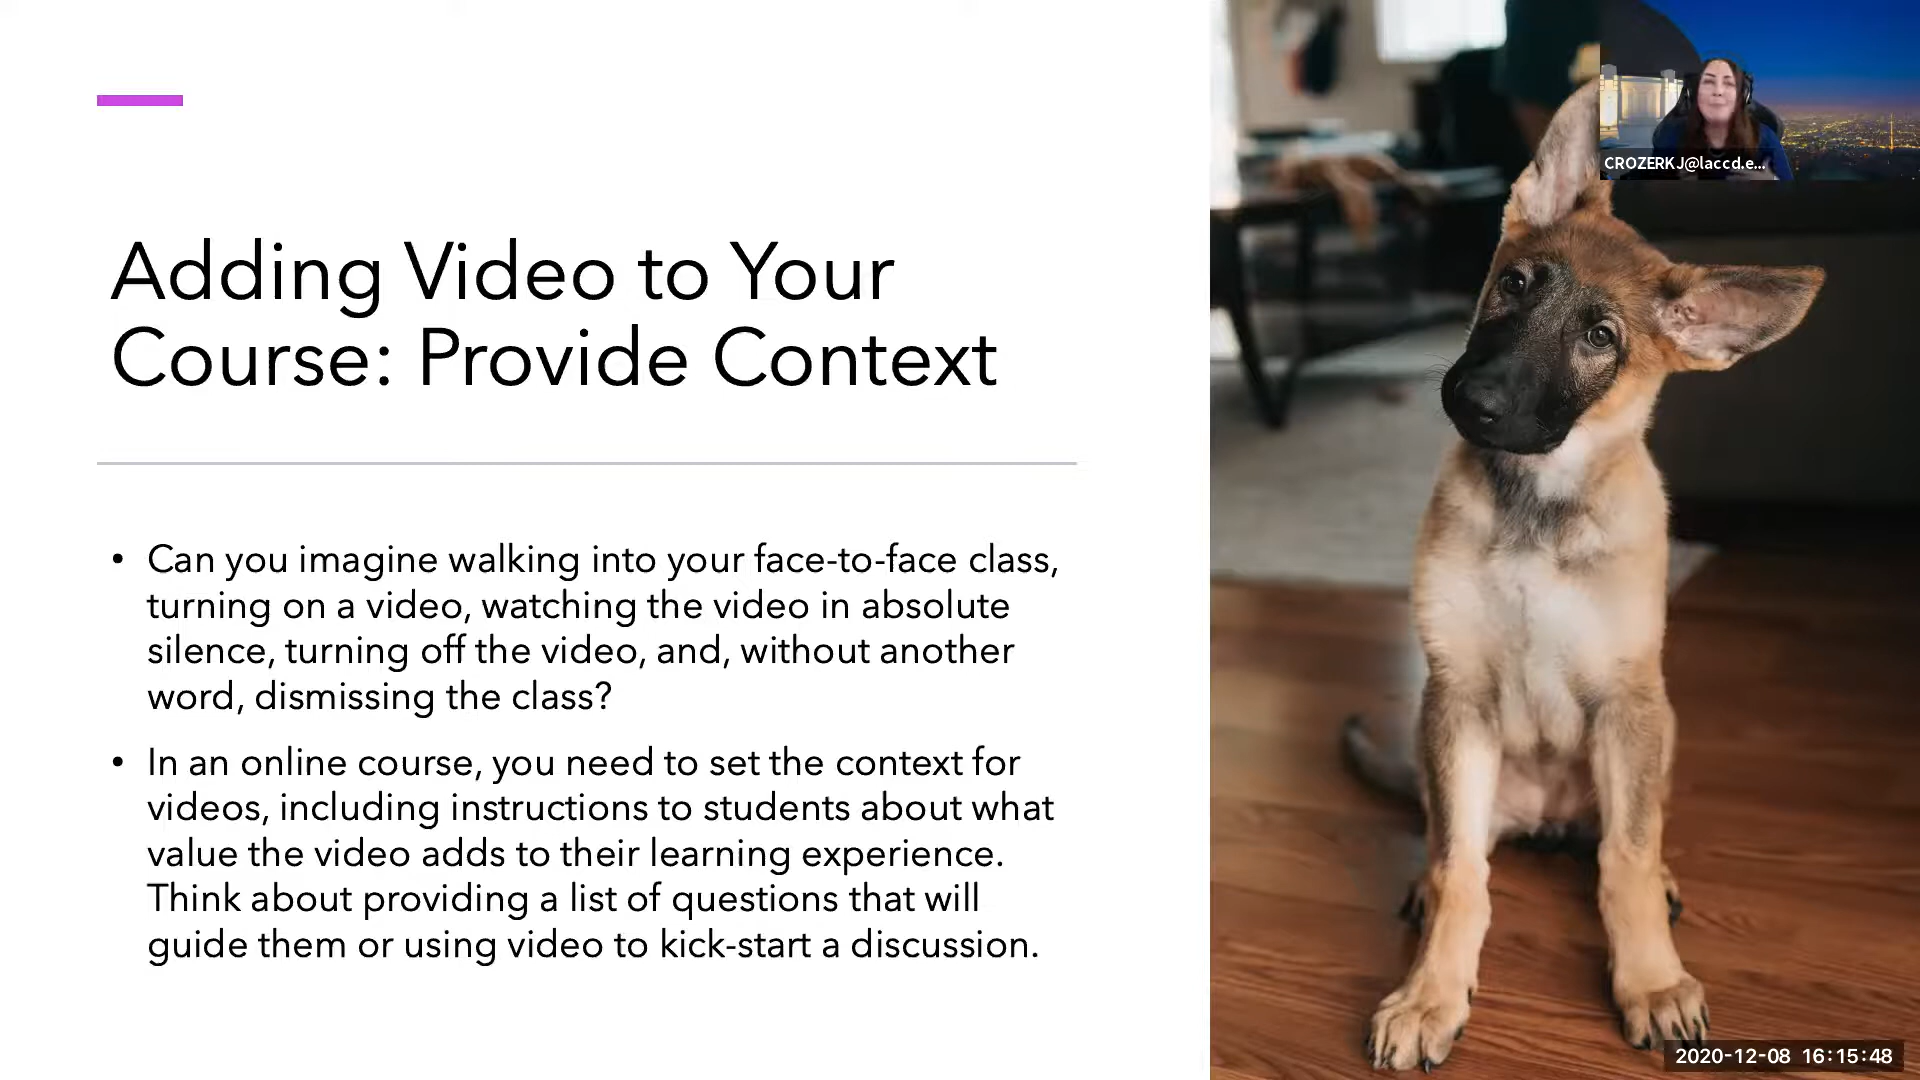 CROZERKJ@laccd.e...
Adding Video to Your
Course: Provide Context
• Can you imagine walking into your face-to-face class,
turning on a video, watching the video in absolute
silence, turning off the video, and, without another
word, dismissing the class?
• In an online course, you need to set the context for
videos, including instructions to students about what
value the video adds to their learning experience.
Think about providing a list of questions that will
guide them or using video to kick-start a discussion.
2020-12-08 16:15:48